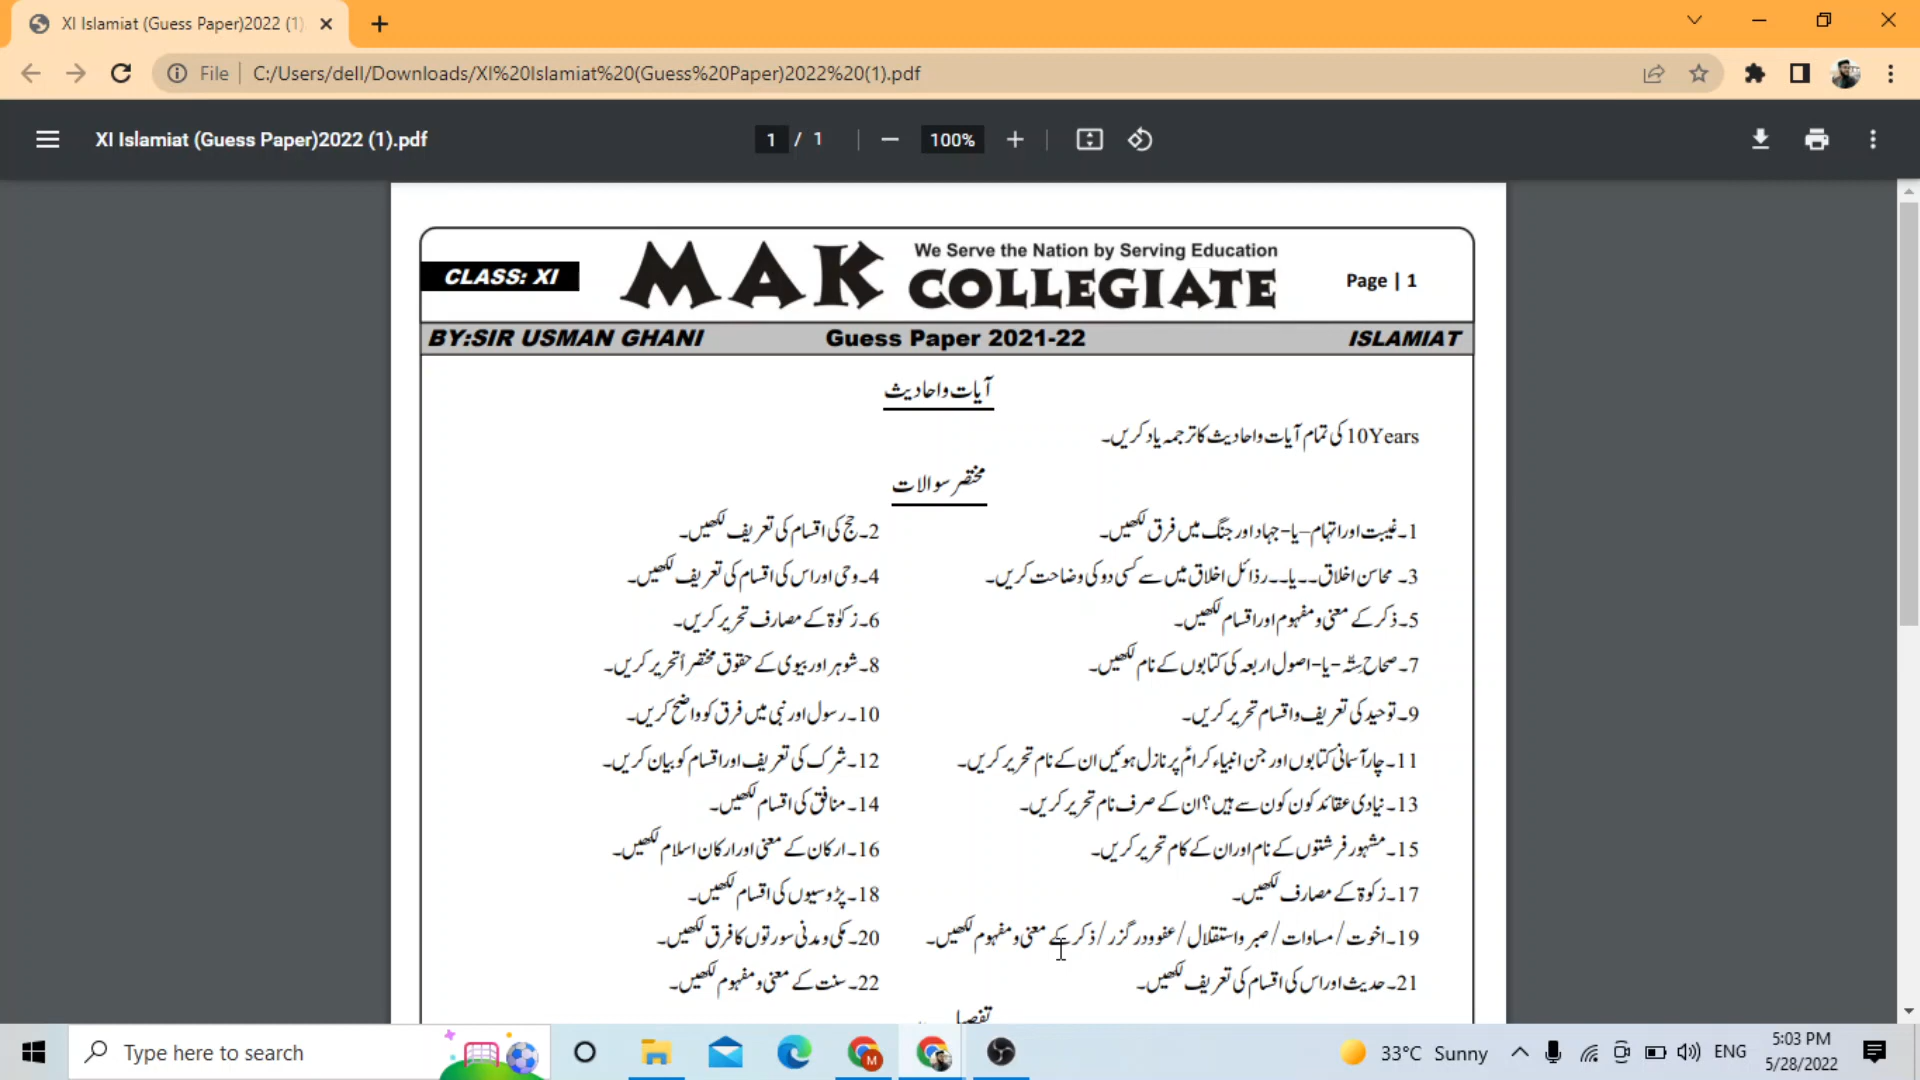 XI Islamiat (Guess Paper)2022 (1)
File C:/Users/dell/Downloads/XI%20Islamiat%20(Guess%20Paper)2022%20(1).pdf
XI Islamiat (Guess Paper)2022 (1).pdf 1 / 1 100%
We Serve the Nation by Serving Education
CLASS: XI MAK COLLEGIATE Page | 1
BY:SIR USMAN GHANI Guess Paper 2021-22 ISLAMIAT
آیات واحادیث
10Years کی تمام آیات واحادیث کا ترجمہ یاد کریں۔
مختصر سوالات
1۔غیبت اور اتہام –یا- جہاد اور جنگ میں فرق لکھیں۔ 2۔حج کی اقسام کی تعریف لکھیں۔
3۔ محاسن اخلاق۔۔یا۔۔رذائل اخلاق میں سے کسی دو کی وضاحت کریں۔ 4۔وحی اور اس کی اقسام کی تعریف لکھیں۔
5۔ذکر کے معنی و مفہوم اور اقسام لکھیں۔ 6۔زکوٰۃ کے مصارف تحریر کریں۔
7۔صحاح سِتّہ -یا- اصول اربعہ کی کتابوں کے نام لکھیں۔ 8۔شوہر اور بیوی کے حقوق مختصراً تحریر کریں۔
9۔توحید کی تعریف واقسام تحریر کریں۔ 10۔رسول اور نبی میں فرق کو واضح کریں۔
11۔چار آسمانی کتابوں اور جن انبیاء کرامؑ پر نازل ہوئیں ان کے نام تحریر کریں۔ 12۔شرک کی تعریف اور اقسام کو بیان کریں۔
13۔نیادی عقائد کون کون سے ہیں؟ ان کے صرف نام تحریر کریں۔ 14۔منافق کی اقسام لکھیں۔
15۔مشہور فرشتوں کے نام اور ان کے کام تحریر کریں۔ 16۔ارکان کے معنی اور ارکان اسلام لکھیں۔
17۔زکوۃ کے مصارف لکھیں۔ 18۔پڑوسیوں کی اقسام لکھیں۔
19۔اخوت/مساوات/صبر واستقلال/عفوودرگزر/ذکر کے معنی و مفہوم لکھیں۔ 20۔مکی و مدنی سورتوں کا فرق لکھیں۔
21۔حدیث اور اس کی اقسام کی تعریف لکھیں۔ 22۔سنت کے معنی و مفہوم لکھیں۔
Type here to search 33°C Sunny ENG 5:03 PM
5/28/2022